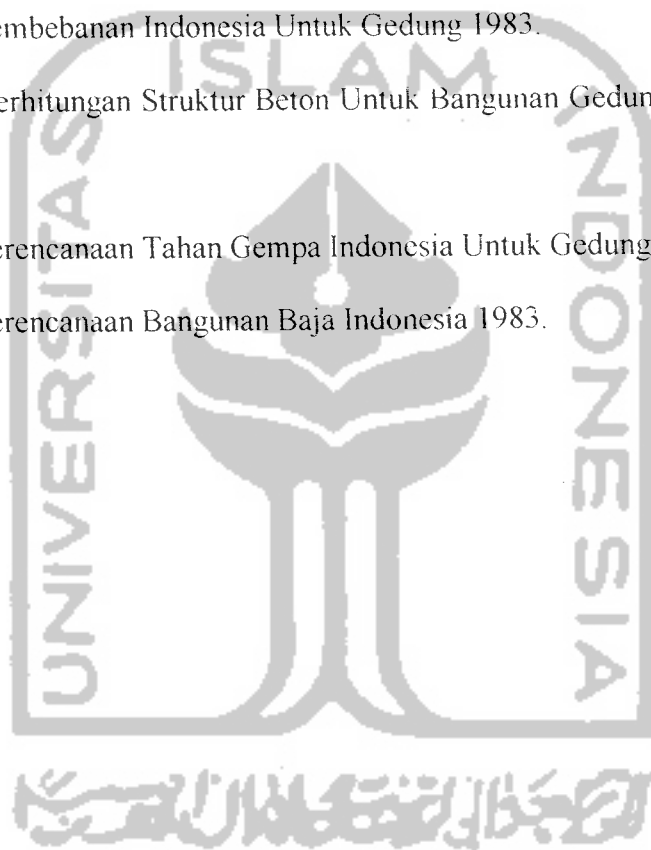 embebanan Indonesia Untuk Gedung 1983.
ISLAM
erhitungan Struktur Beton Untuk Bangunan Gedun
UNIVERSITAS
INDONESIA
erencanaan Tahan Gempa Indonesia Untuk Gedung
erencanaan Bangunan Baja Indonesia 1983.